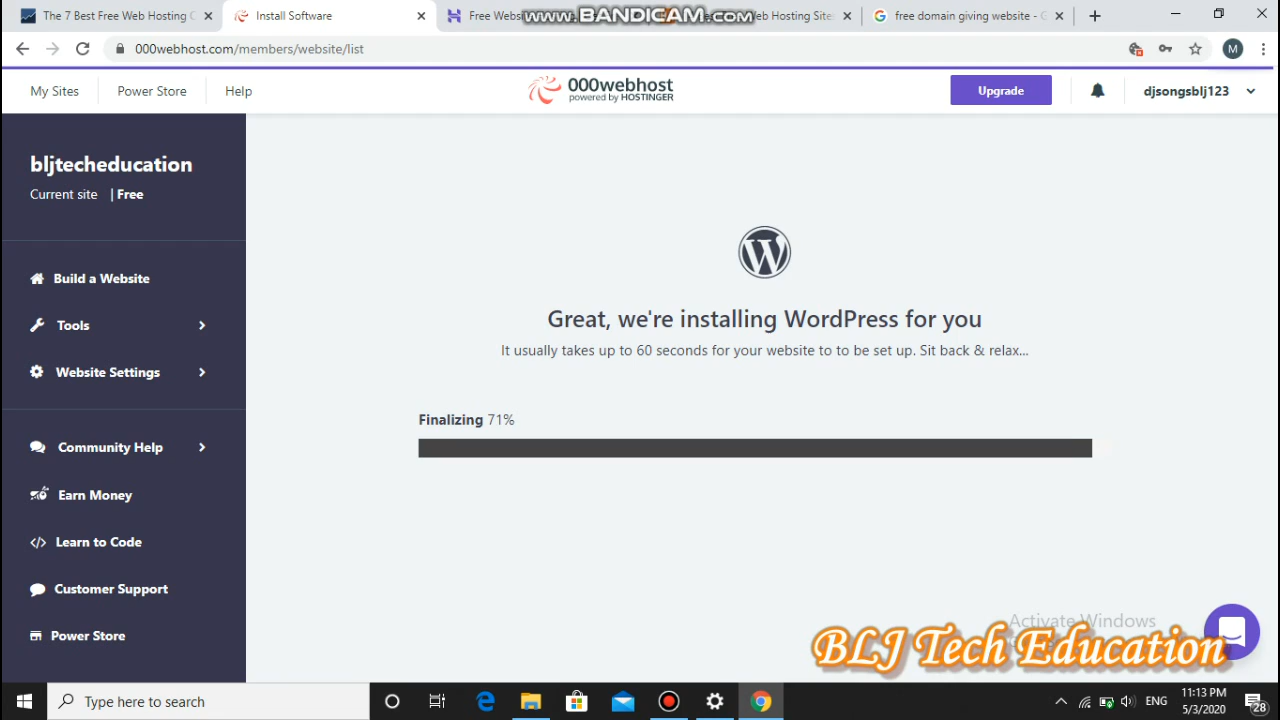 The 7 Best Free Web Hosting C
Install Software
Free Webs
Web Hosting Sites
free domain giving website - G
www.BANDICAM.com
000webhost.com/members/website/list
M
My Sites
Power Store
Help
000webhost
powered by HOSTINGER
Upgrade
djsongsblj123
bljtecheducation
Current site | Free
Build a Website
Tools
Website Settings
Community Help
Earn Money
Learn to Code
Customer Support
Power Store
Great, we're installing WordPress for you
It usually takes up to 60 seconds for your website to to be set up. Sit back & relax...
Finalizing 71%
Activate Windows
BLJ Tech Education
Type here to search
ENG
11:13 PM
5/3/2020
28